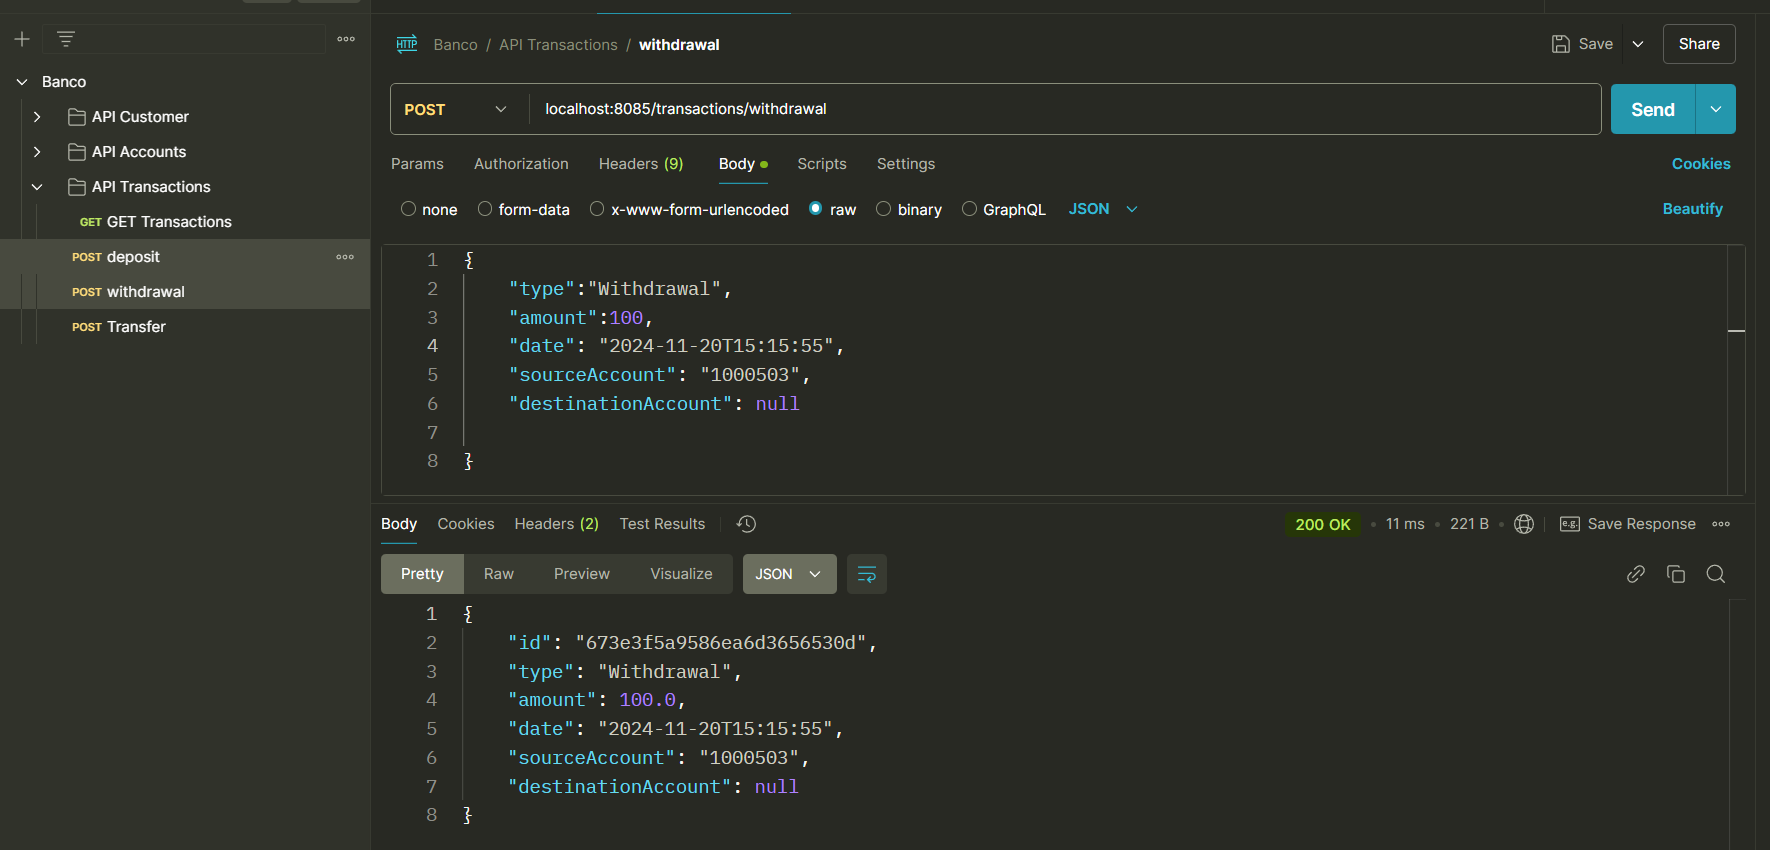 Banco
API Customer
API Accounts
API Transactions
GET GET Transactions
POST deposit
POST withdrawal
POST Transfer
HTTP Banco / API Transactions / withdrawal
Save
Share
POST localhost:8085/transactions/withdrawal
Send
Params Authorization Headers (9) Body Scripts Settings Cookies
none form-data x-www-form-urlencoded raw binary GraphQL JSON Beautify
1 {
2 "type":"Withdrawal",
3 "amount":100,
4 "date": "2024-11-20T15:15:55",
5 "sourceAccount": "1000503",
6 "destinationAccount": null
7
8 }
Body Cookies Headers (2) Test Results 200 OK • 11 ms • 221 B • e.g. Save Response
Pretty Raw Preview Visualize JSON
1 {
2 "id": "673e3f5a9586ea6d3656530d",
3 "type": "Withdrawal",
4 "amount": 100.0,
5 "date": "2024-11-20T15:15:55",
6 "sourceAccount": "1000503",
7 "destinationAccount": null
8 }